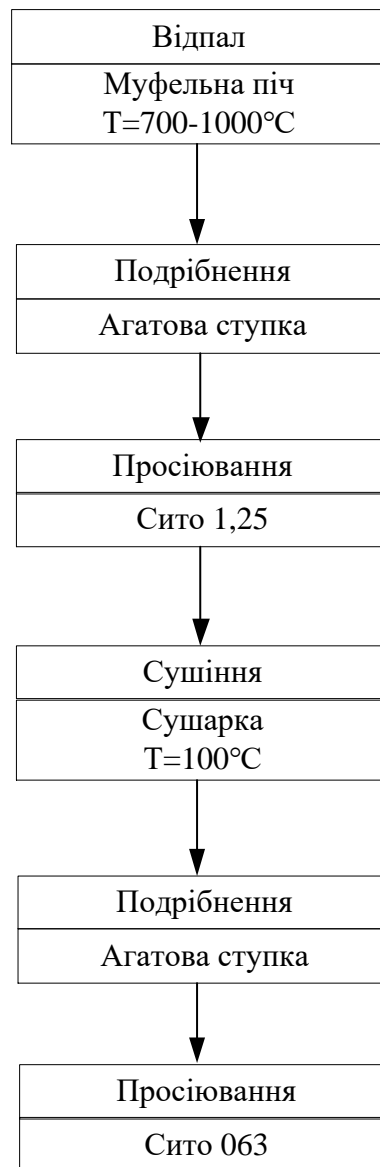 Відпал
Муфельна піч
Т=700-1000°С
Подрібнення
Агатова ступка
Просіювання
Сито 1,25
Сушіння
Сушарка
Т=100°С
Подрібнення
Агатова ступка
Просіювання
Сито 063